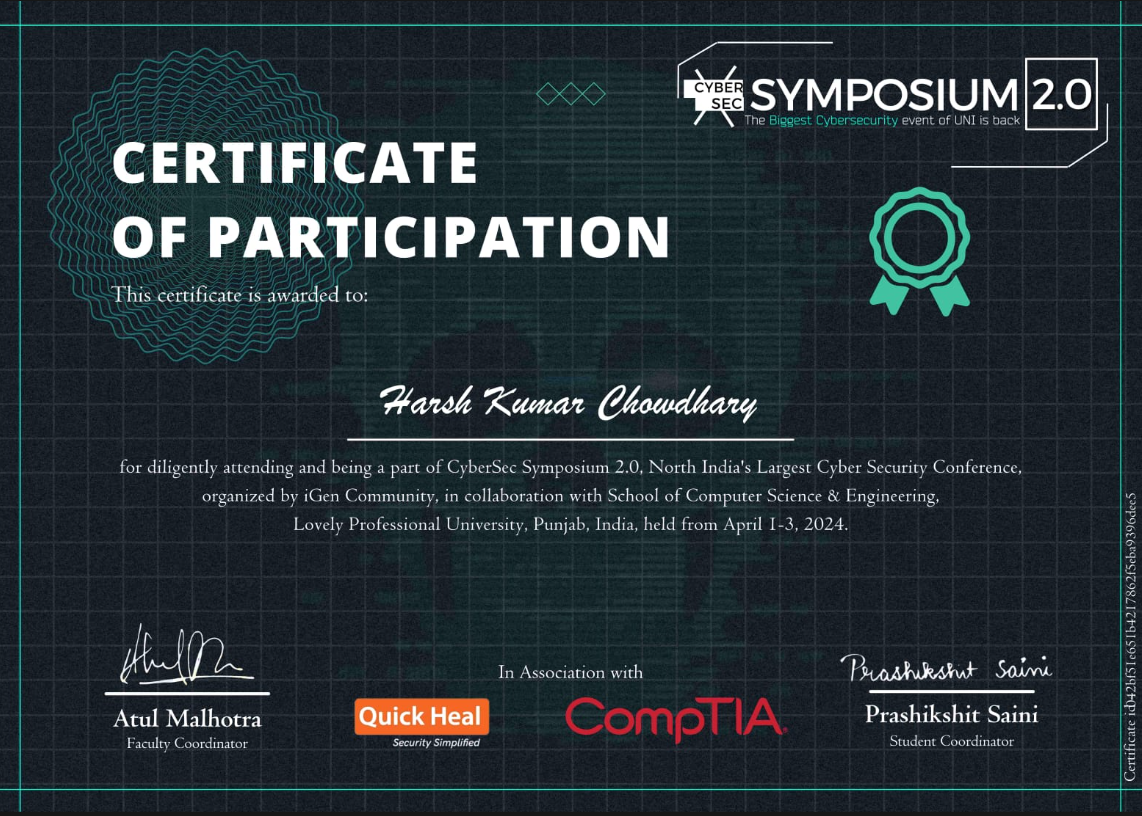 CYBER
SEC
SYMPOSIUM 2.0
The Biggest Cybersecurity event of UNI is back
CERTIFICATE
OF PARTICIPATION
This certificate is awarded to:
Harsh Kumar Chowdhary
for diligently attending and being a part of CyberSec Symposium 2.0, North India's Largest Cyber Security Conference,
organized by iGen Community, in collaboration with School of Computer Science & Engineering,
Lovely Professional University, Punjab, India, held from April 1-3, 2024.
Prashikshit Saini
Atul Malhotra
Faculty Coordinator
In Association with
Quick Heal
Security Simplified
CompTIA
Prashikshit Saini
Student Coordinator
Certificate id: